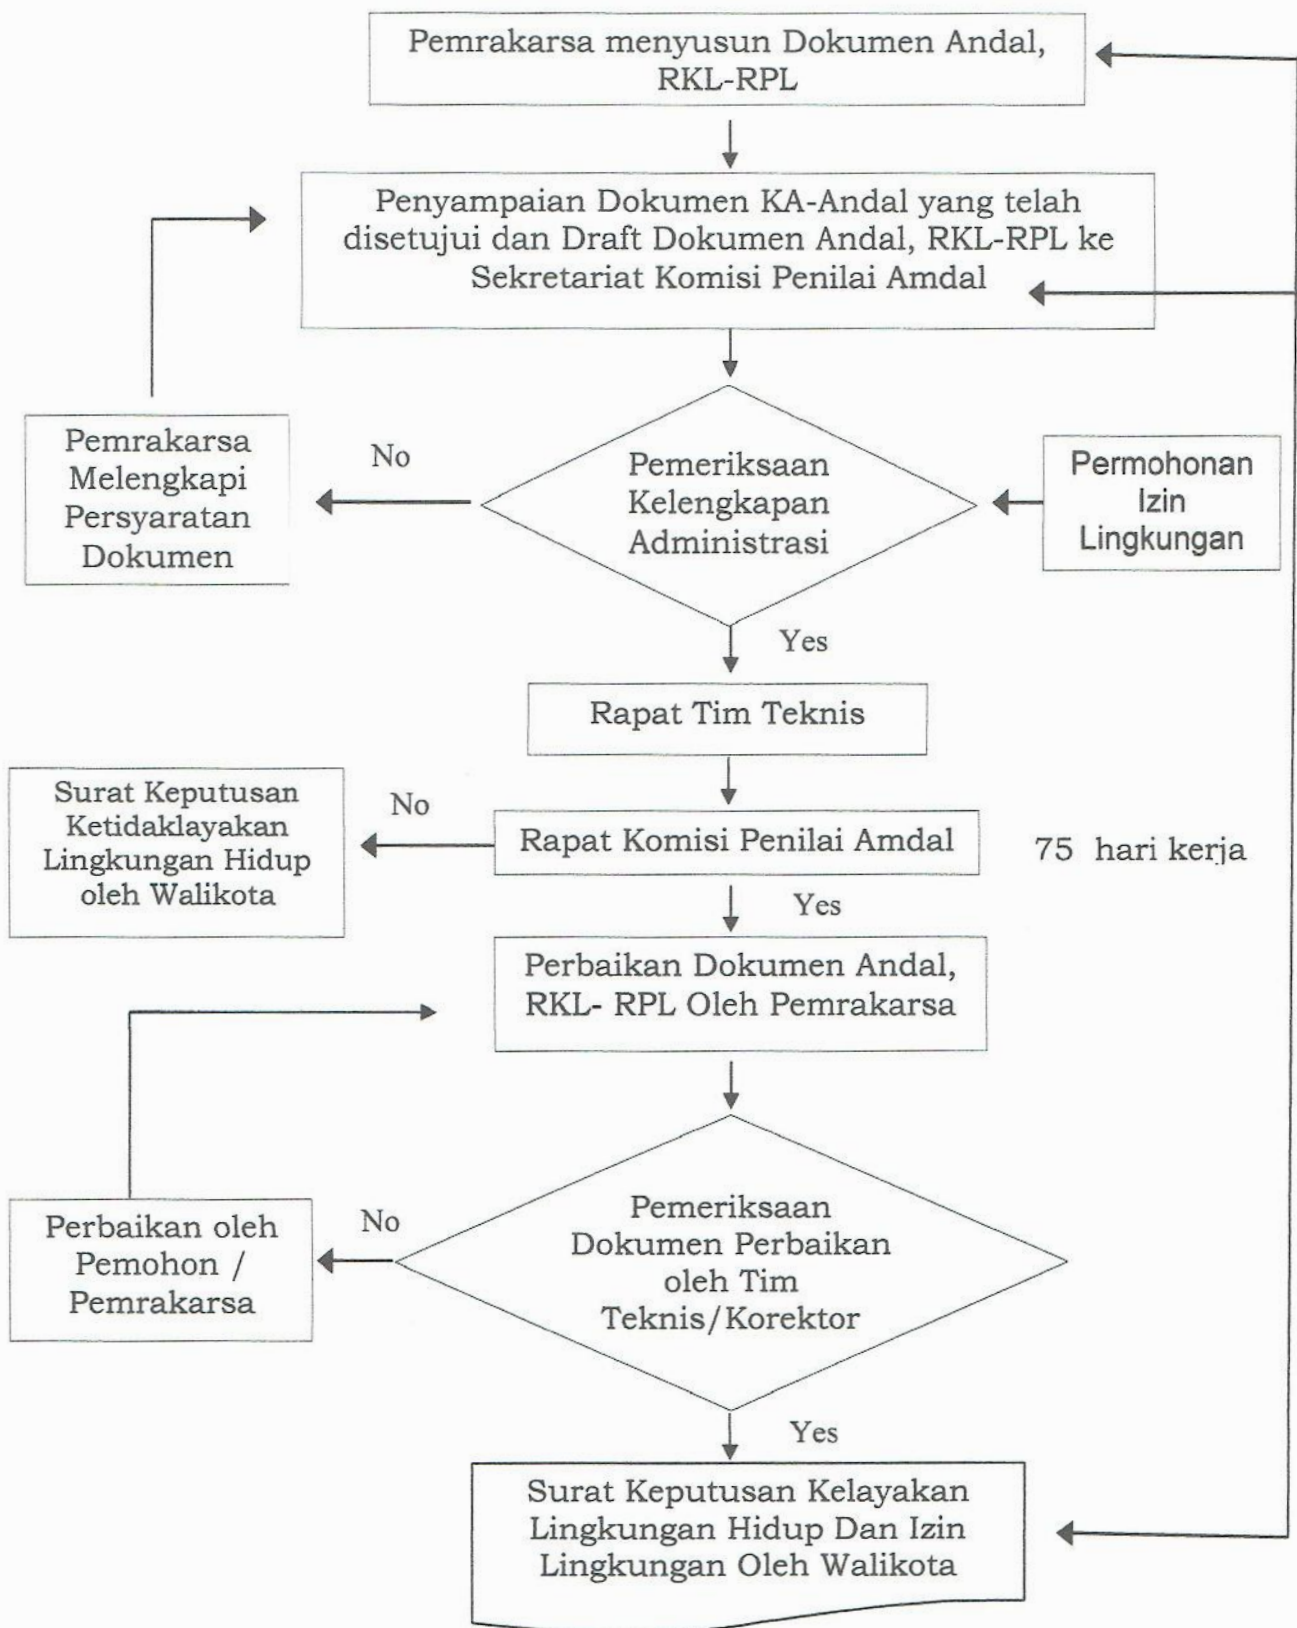 Pemrakarsa menyusun Dokumen Andal,
RKL-RPL
Penyampaian Dokumen KA-Andal yang telah
disetujui dan Draft Dokumen Andal, RKL-RPL ke
Sekretariat Komisi Penilai Amdal
Pemrakarsa
Melengkapi
Persyaratan
Dokumen
No
Pemeriksaan
Kelengkapan
Administrasi
Permohonan
Izin
Lingkungan
Yes
Rapat Tim Teknis
Surat Keputusan
Ketidaklayakan
Lingkungan Hidup
oleh Walikota
No
Rapat Komisi Penilai Amdal
75 hari kerja
Yes
Perbaikan Dokumen Andal,
RKL- RPL Oleh Pemrakarsa
Perbaikan oleh
Pemohon /
Pemrakarsa
No
Pemeriksaan
Dokumen Perbaikan
oleh Tim
Teknis/Korektor
Yes
Surat Keputusan Kelayakan
Lingkungan Hidup Dan Izin
Lingkungan Oleh Walikota